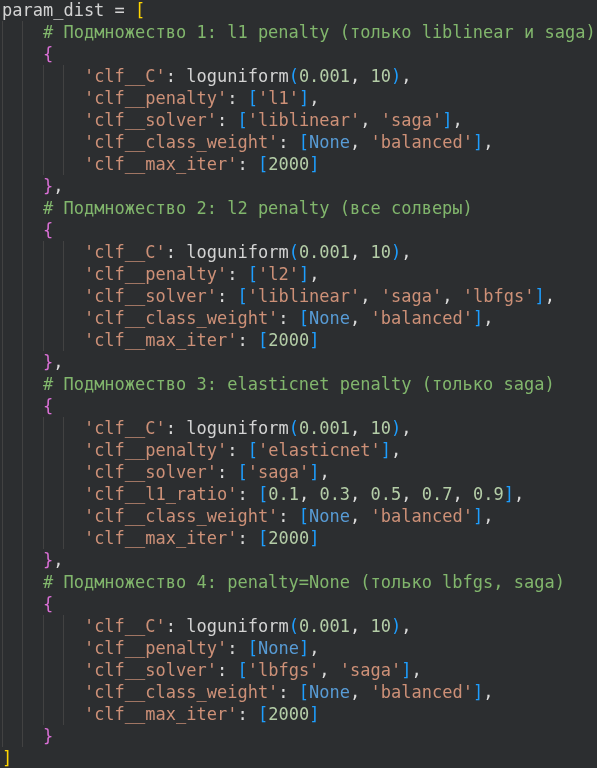 param_dist = [
    # Подмножество 1: l1 penalty (только liblinear и saga)
    {
        'clf__C': loguniform(0.001, 10),
        'clf__penalty': ['l1'],
        'clf__solver': ['liblinear', 'saga'],
        'clf__class_weight': [None, 'balanced'],
        'clf__max_iter': [2000]
    },
    # Подмножество 2: l2 penalty (все солверы)
    {
        'clf__C': loguniform(0.001, 10),
        'clf__penalty': ['l2'],
        'clf__solver': ['liblinear', 'saga', 'lbfgs'],
        'clf__class_weight': [None, 'balanced'],
        'clf__max_iter': [2000]
    },
    # Подмножество 3: elasticnet penalty (только saga)
    {
        'clf__C': loguniform(0.001, 10),
        'clf__penalty': ['elasticnet'],
        'clf__solver': ['saga'],
        'clf__l1_ratio': [0.1, 0.3, 0.5, 0.7, 0.9],
        'clf__class_weight': [None, 'balanced'],
        'clf__max_iter': [2000]
    },
    # Подмножество 4: penalty=None (только lbfgs, saga)
    {
        'clf__C': loguniform(0.001, 10),
        'clf__penalty': [None],
        'clf__solver': ['lbfgs', 'saga'],
        'clf__class_weight': [None, 'balanced'],
        'clf__max_iter': [2000]
    }
]